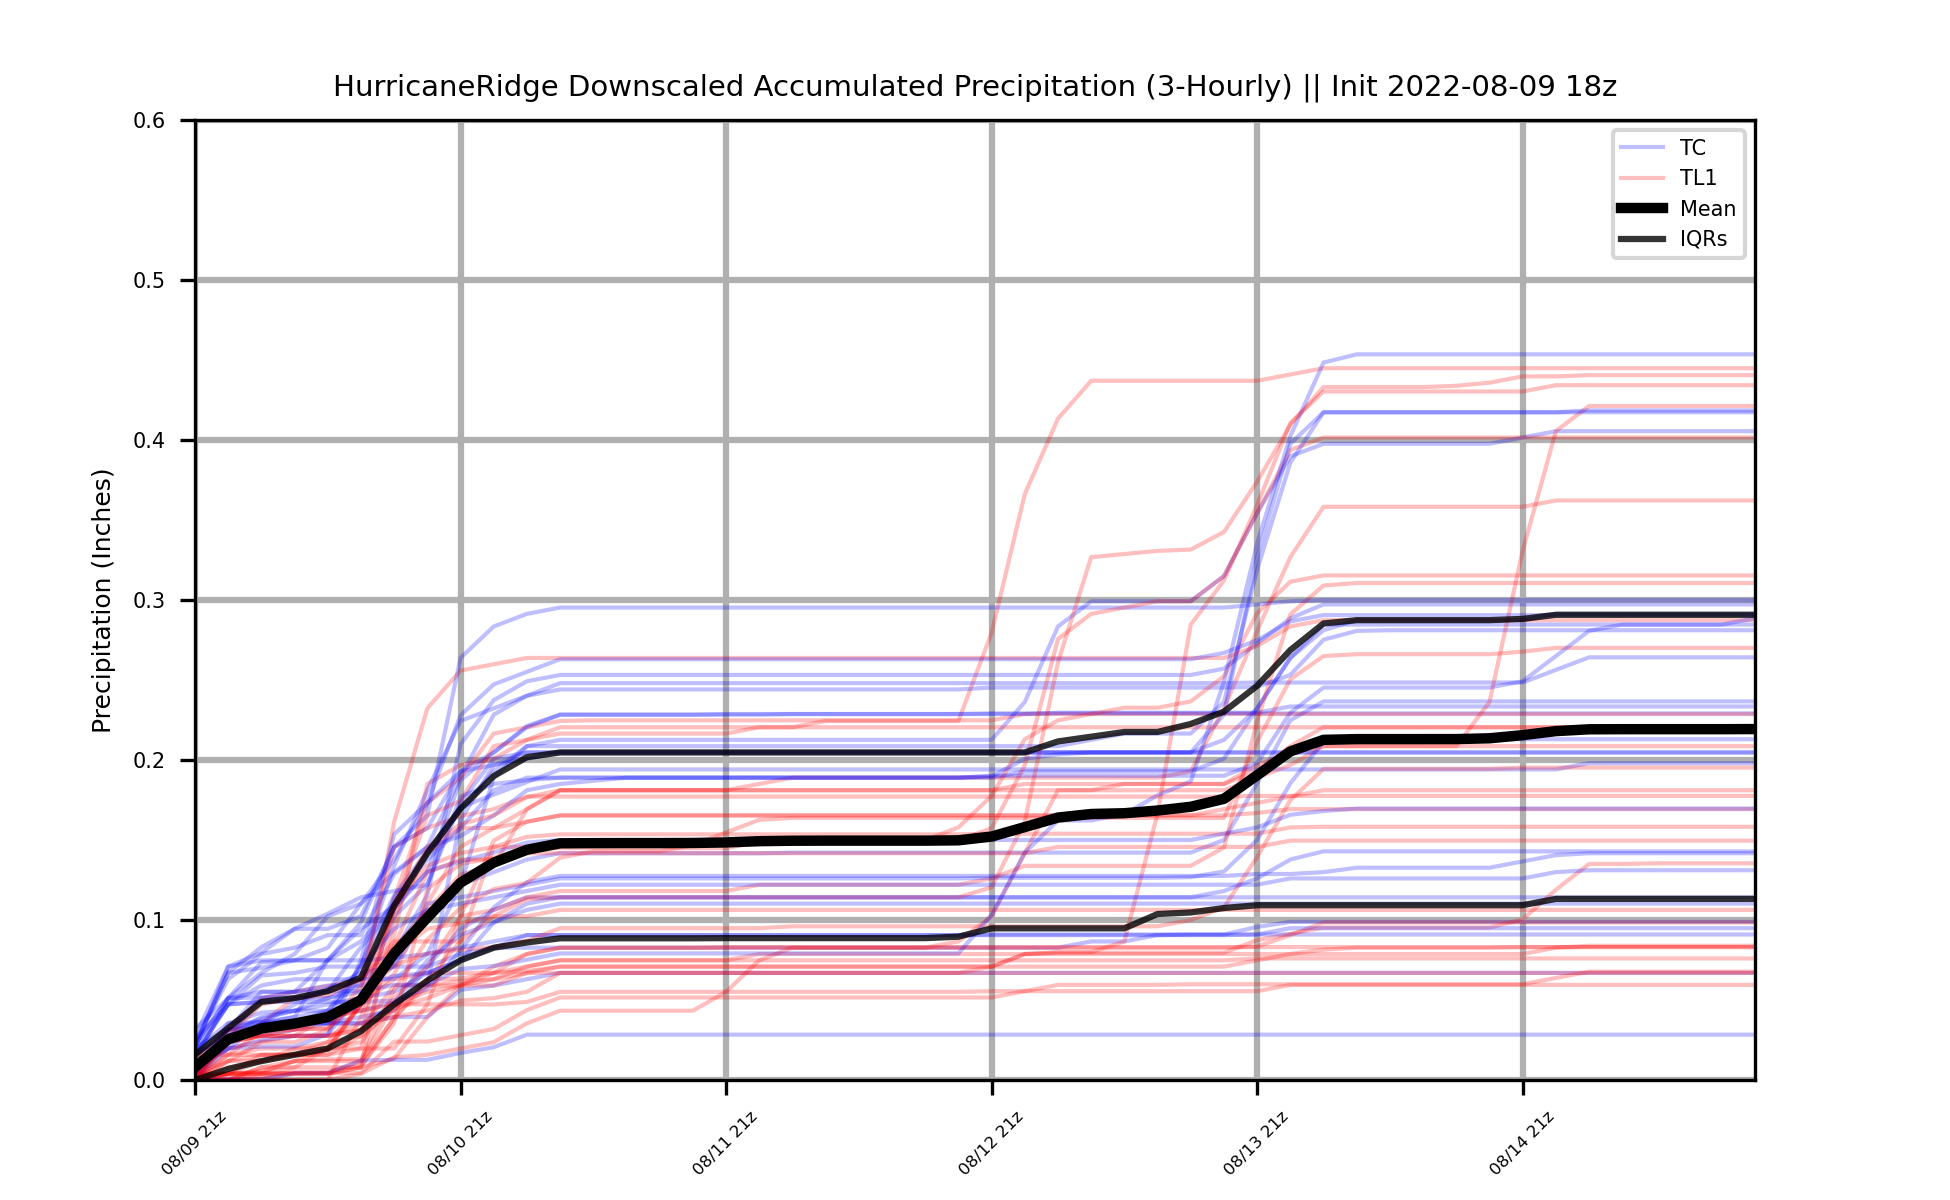 HurricaneRidge Downscaled Accumulated Precipitation (3-Hourly) || Init 2022-08-09 18z
Precipitation (Inches)
0.6
0.5
0.4
0.3
0.2
0.1
0.0
TC
TL1
Mean
IQRs
08/09 21z
08/10 21z
08/11 21z
08/12 21z
08/13 21z
08/14 21z